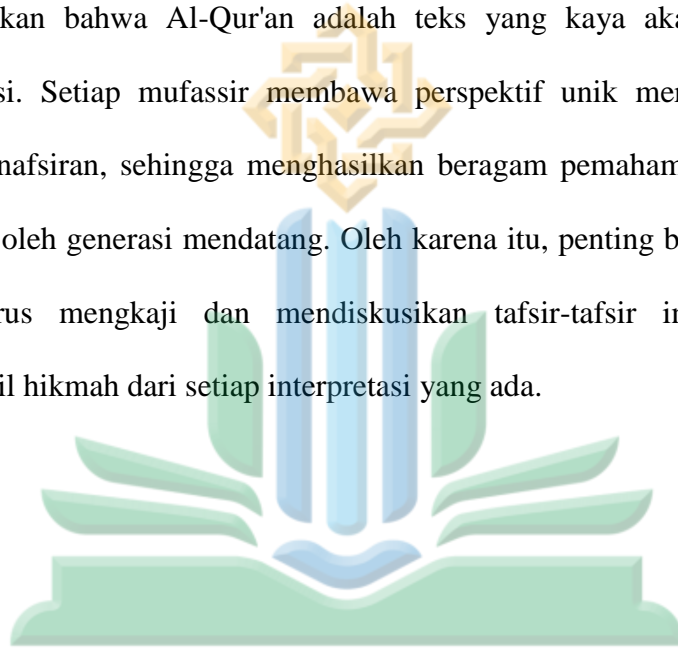 kan bahwa Al-Qur'an adalah teks yang kaya aka
si. Setiap mufassir membawa perspektif unik mer
nafsiran, sehingga menghasilkan beragam pemaham
oleh generasi mendatang. Oleh karena itu, penting b
rus mengkaji dan mendiskusikan tafsir-tafsir in
il hikmah dari setiap interpretasi yang ada.